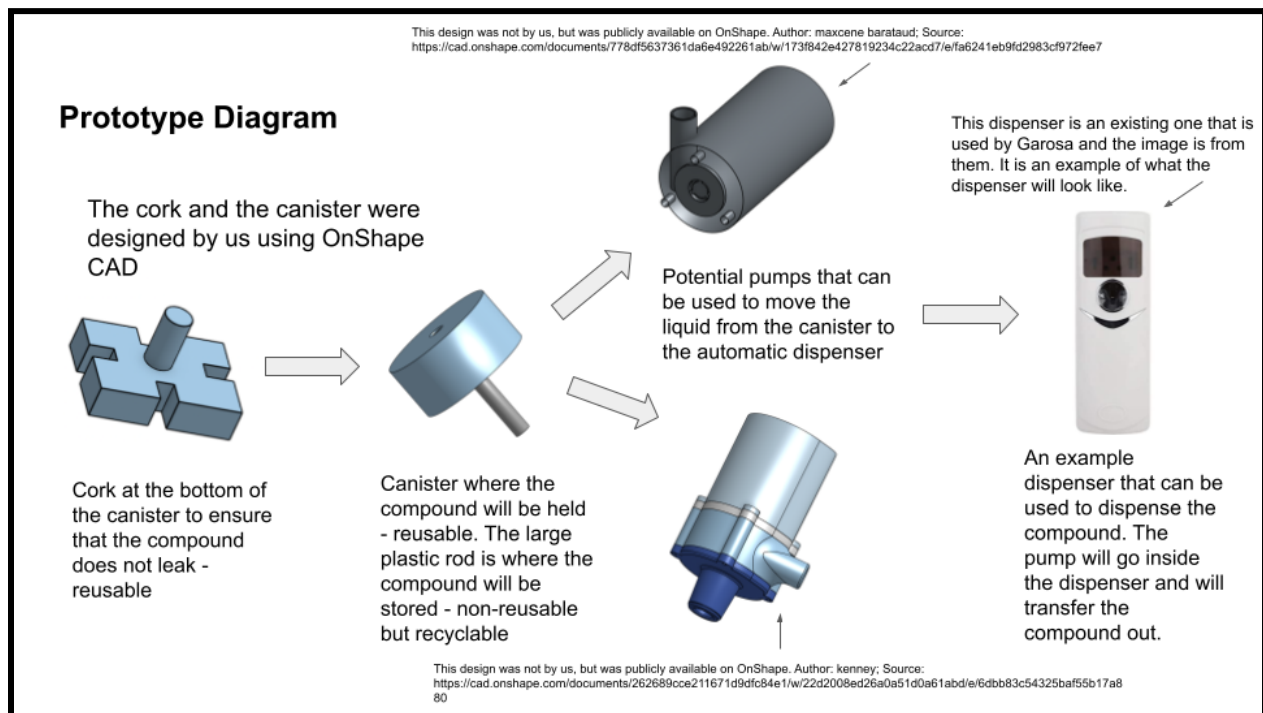 This design was not by us, but was publicly available on OnShape. Author: maxcene barataud; Source:
https://cad.onshape.com/documents/778df5637361da6e492261ab/w/173f842e427819234c22acd7/e/fa6241eb9fd2983cf972fee7
Prototype Diagram
This dispenser is an existing one that is
used by Garosa and the image is from
them. It is an example of what the
dispenser will look like.
The cork and the canister were
designed by us using OnShape
CAD
Potential pumps that can
be used to move the
liquid from the canister to
the automatic dispenser
Cork at the bottom of
the canister to ensure
that the compound
does not leak -
reusable
Canister where the
compound will be held
- reusable. The large
plastic rod is where the
compound will be
stored - non-reusable
but recyclable
An example
dispenser that can be
used to dispense the
compound. The
pump will go inside
the dispenser and will
transfer the
compound out.
This design was not by us, but was publicly available on OnShape. Author: kenney; Source:
https://cad.onshape.com/documents/262689cce211671d9dfc84e1/w/22d2008ed26a0a51d0a61abd/e/6dbb83c54325baf55b17a8
80